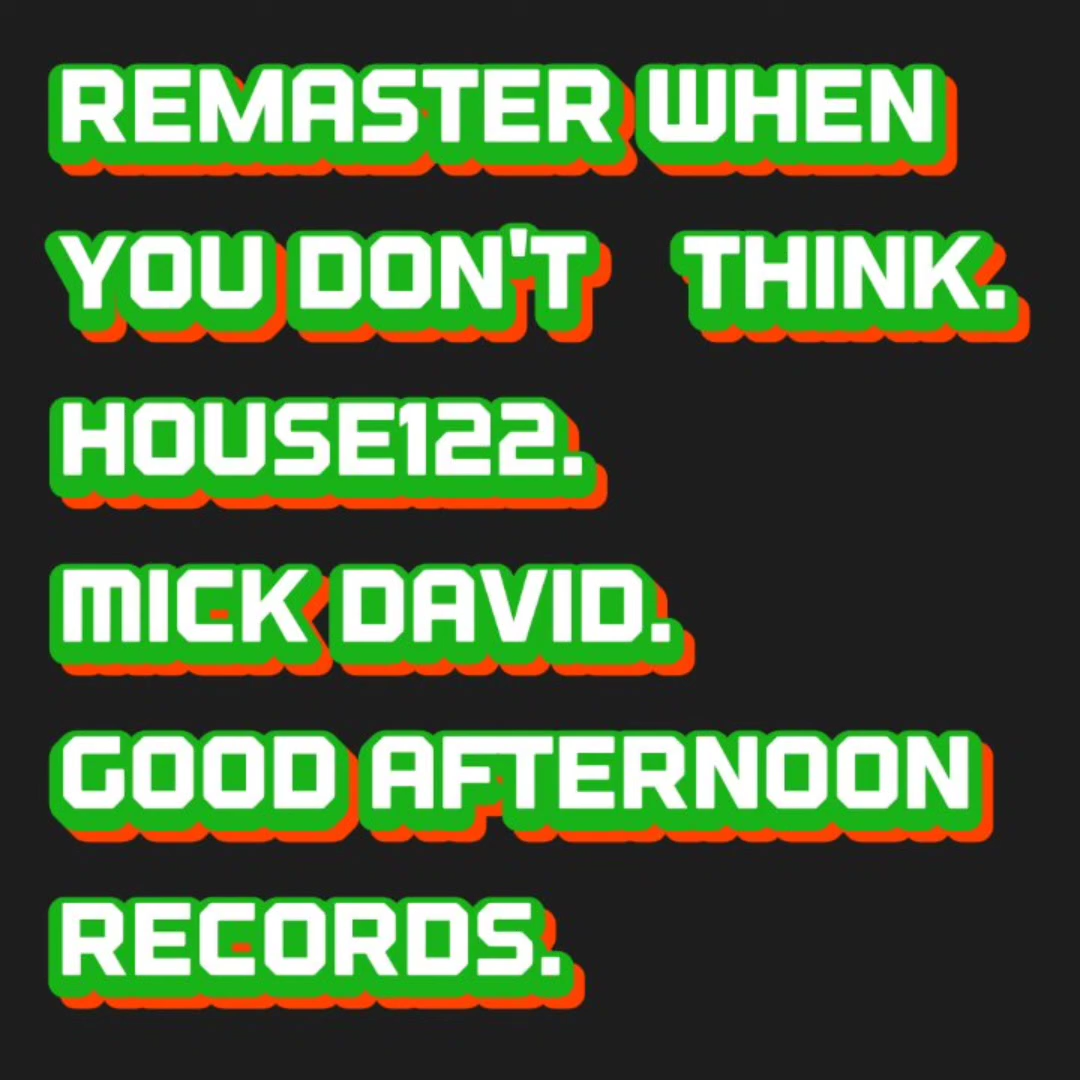 REMASTER WHEN
YOU DON'T THINK.
HOUSE122.
MICK DAVID.
GOOD AFTERNOON
RECORDS.